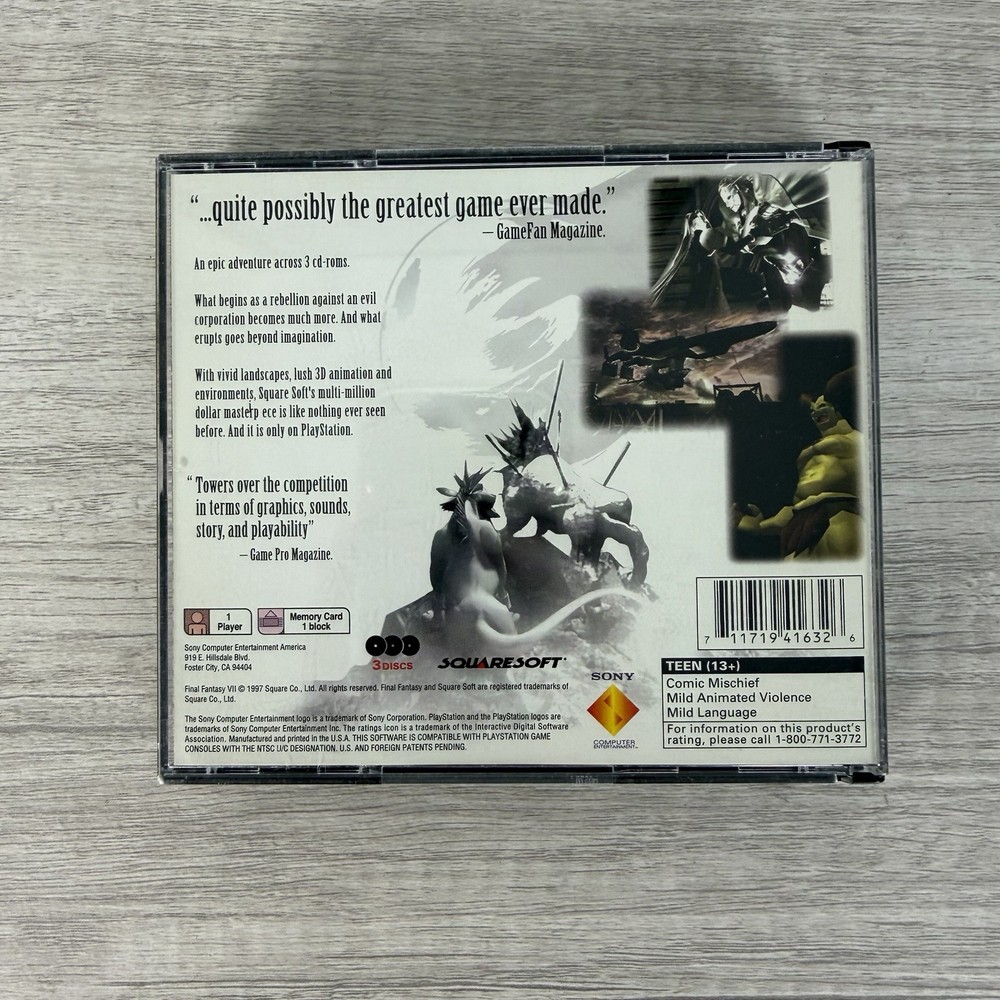 “...quite possibly the greatest game ever made.”
– GameFan Magazine.
An epic adventure across 3 cd-roms.
What begins as a rebellion against an evil
corporation becomes much more. And what
erupts goes beyond imagination.
With vivid landscapes, lush 3D animation and
environments, Square Soft's multi-million
dollar masterp ece is like nothing ever seen
before. And it is only on PlayStation.
“Towers over the competition
in terms of graphics, sounds,
story, and playability”
– Game Pro Magazine.
1
Player
Memory Card
1 block
Sony Computer Entertainment America
919 E. Hillsdale Blvd.
Foster City, CA 94404
3 DISCS
SQUARESOFT
Final Fantasy VII © 1997 Square Co., Ltd. All rights reserved. Final Fantasy and Square Soft are registered trademarks of
Square Co., Ltd.
The Sony Computer Entertainment logo is a trademark of Sony Corporation. PlayStation and the PlayStation logos are
trademarks of Sony Computer Entertainment Inc. The ratings icon is a trademark of the Interactive Digital Software
Association. Manufactured and printed in the U.S.A. THIS SOFTWARE IS COMPATIBLE WITH PLAYSTATION GAME
CONSOLES WITH THE NTSC U/C DESIGNATION. U.S. AND FOREIGN PATENTS PENDING.
SONY
COMPUTER
ENTERTAINMENT
7 11719 41632 6
TEEN (13+)
Comic Mischief
Mild Animated Violence
Mild Language
For information on this product's
rating, please call 1-800-771-3772